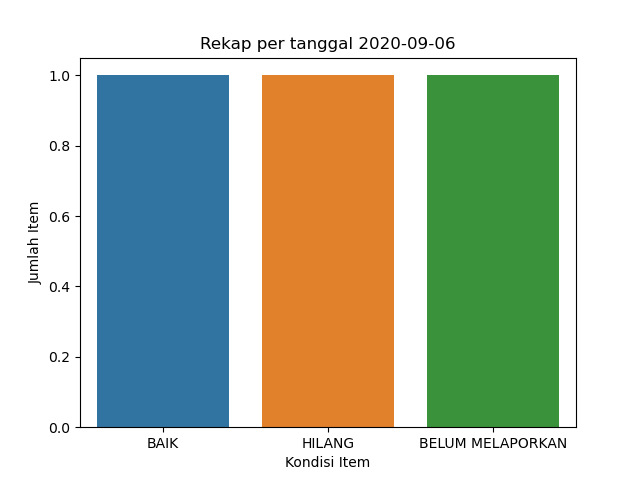 Rekap per tanggal 2020-09-06
Jumlah Item
1.0
0.8
0.6
0.4
0.2
0.0
BAIK HILANG BELUM MELAPORKAN
Kondisi Item